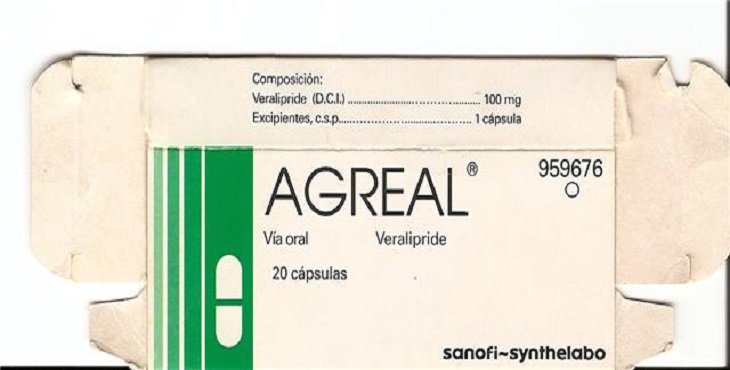 Composición:
Veralipride (D.C.I.) ........................................ 100 mg
Excipientes, c.s.p........................................ 1 cápsula
AGREAL®
959676
Vía oral Veralipride
20 cápsulas
sanofi~synthelabo